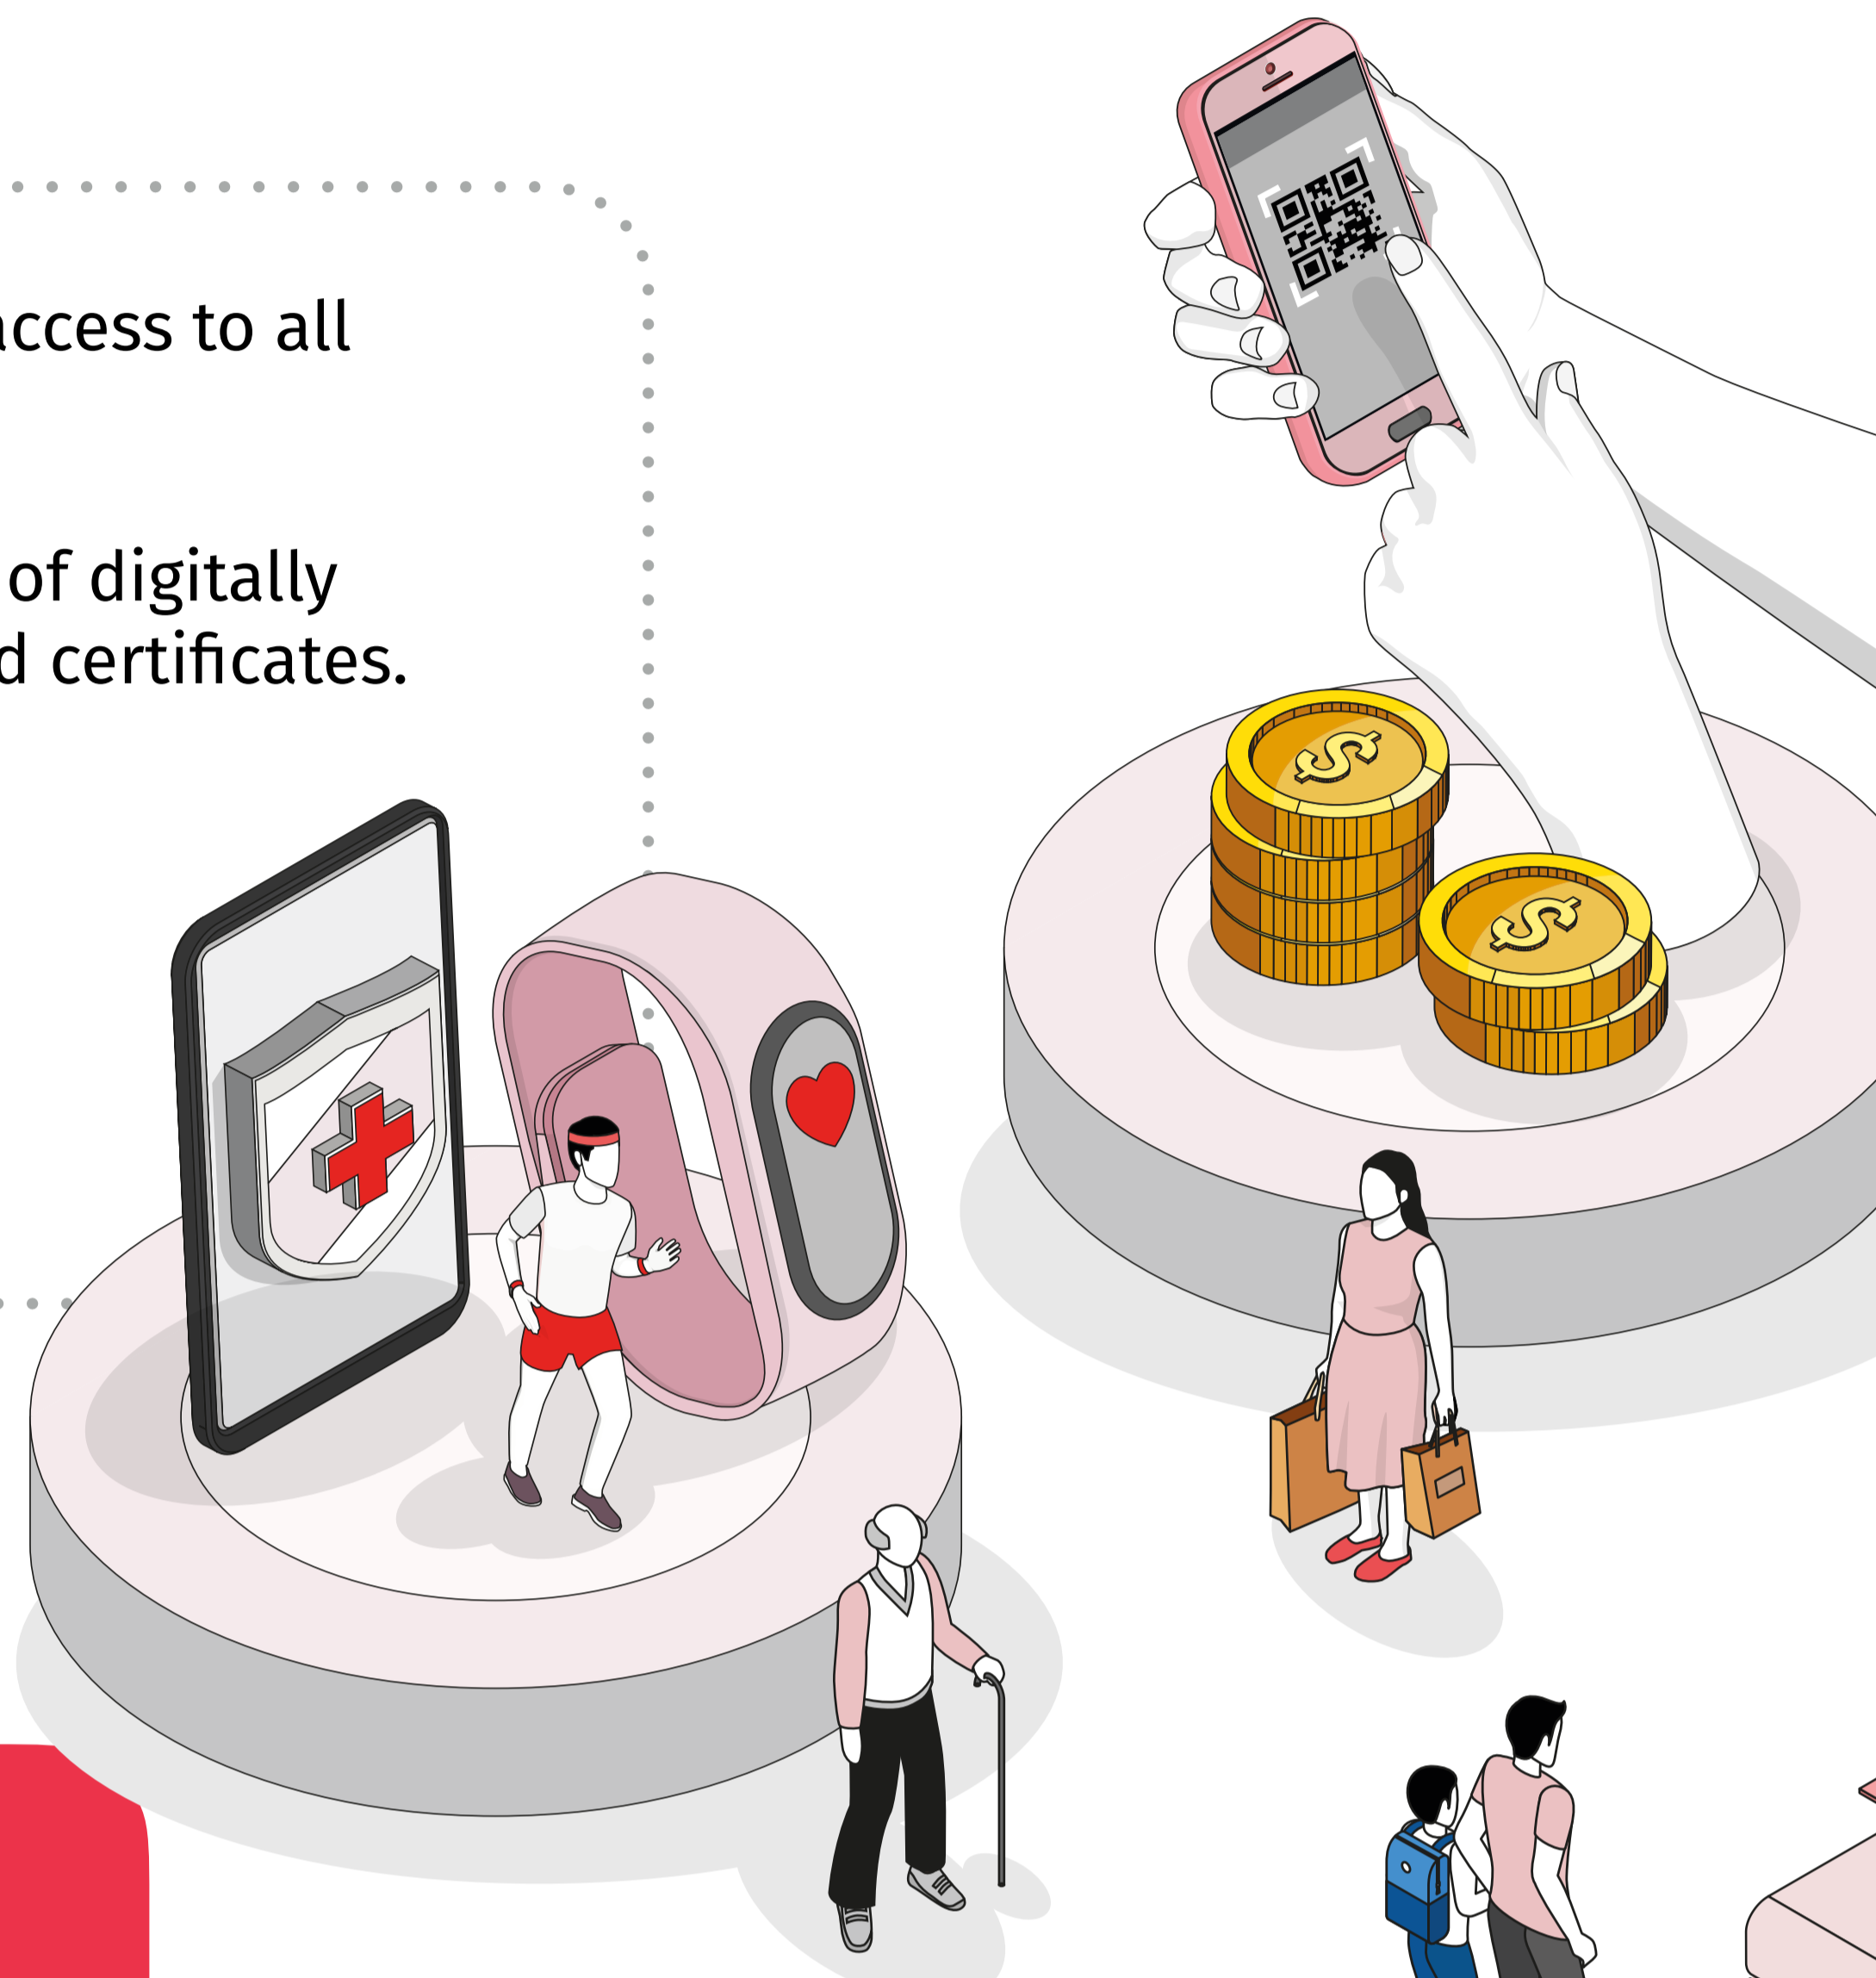 access to all
of digitally
d certificates.
$
$